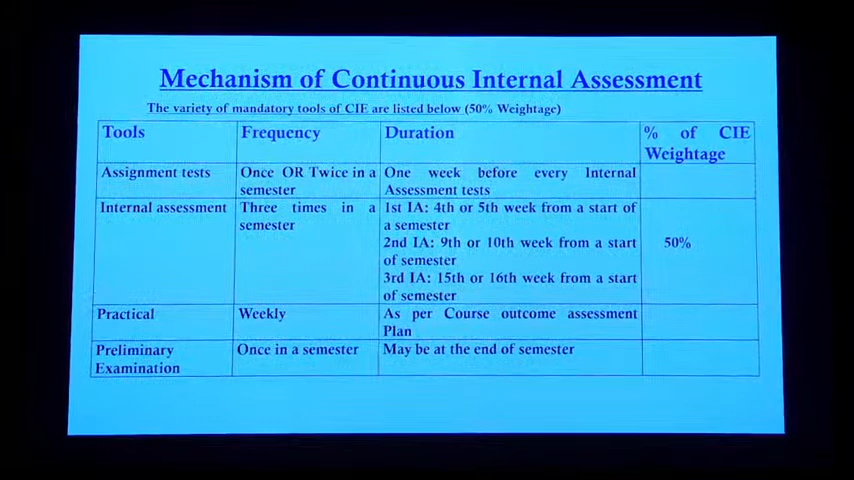 Mechanism of Continuous Internal Assessment
The variety of mandatory tools of CIE are listed below (50% Weightage)
Tools Frequency Duration % of CIE
Weightage
Assignment tests Once OR Twice in a One week before every Internal
semester Assessment tests
Internal assessment Three times in a 1st IA: 4th or 5th week from a start of
semester a semester
2nd IA: 9th or 10th week from a start 50%
of semester
3rd IA: 15th or 16th week from a start
of semester
Practical Weekly As per Course outcome assessment
Plan
Preliminary Once in a semester May be at the end of semester
Examination